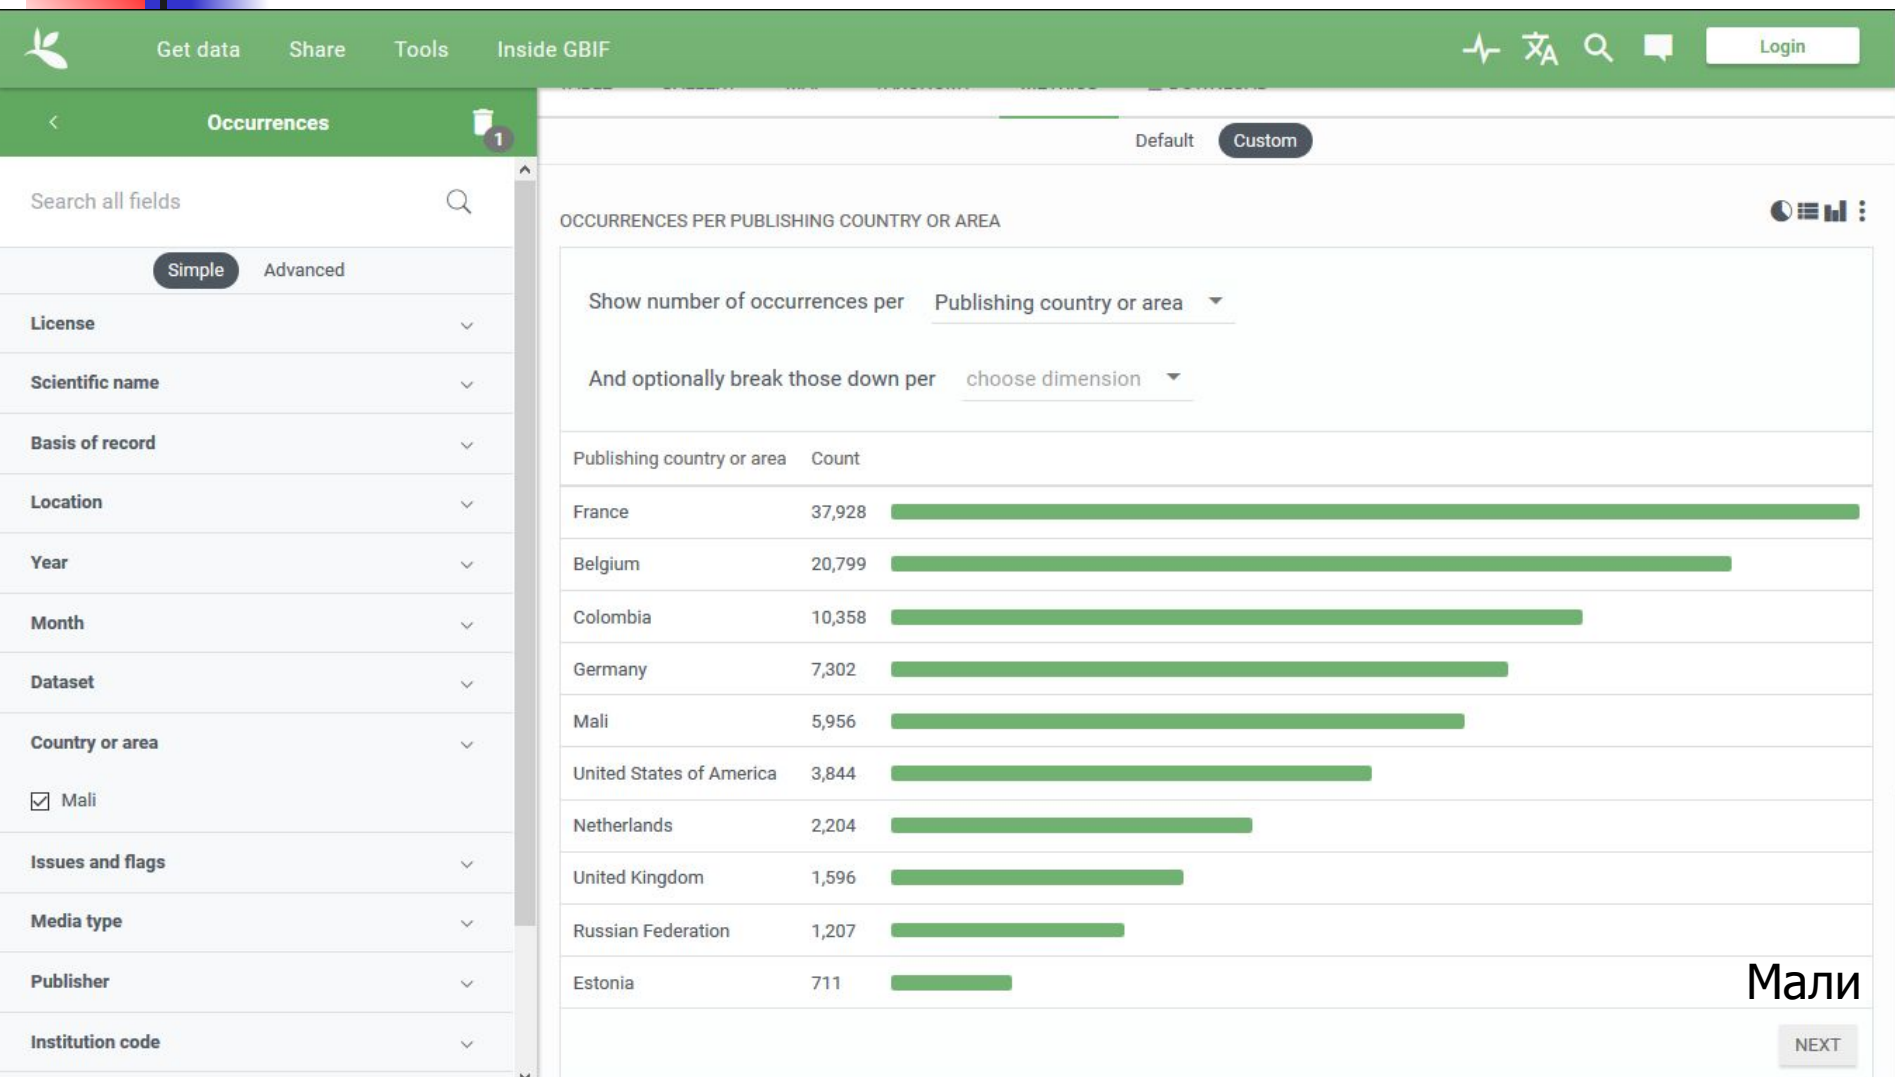 Get data Share Tools Inside GBIF Login
Occurrences 1
Default Custom
Search all fields
OCCURRENCES PER PUBLISHING COUNTRY OR AREA
Simple Advanced
Show number of occurrences per Publishing country or area
And optionally break those down per choose dimension
License
Scientific name
Basis of record
Location
Year
Month
Dataset
Country or area
Mali
Issues and flags
Media type
Publisher
Institution code
Publishing country or area Count
France 37,928
Belgium 20,799
Colombia 10,358
Germany 7,302
Mali 5,956
United States of America 3,844
Netherlands 2,204
United Kingdom 1,596
Russian Federation 1,207
Estonia 711
Мали
NEXT